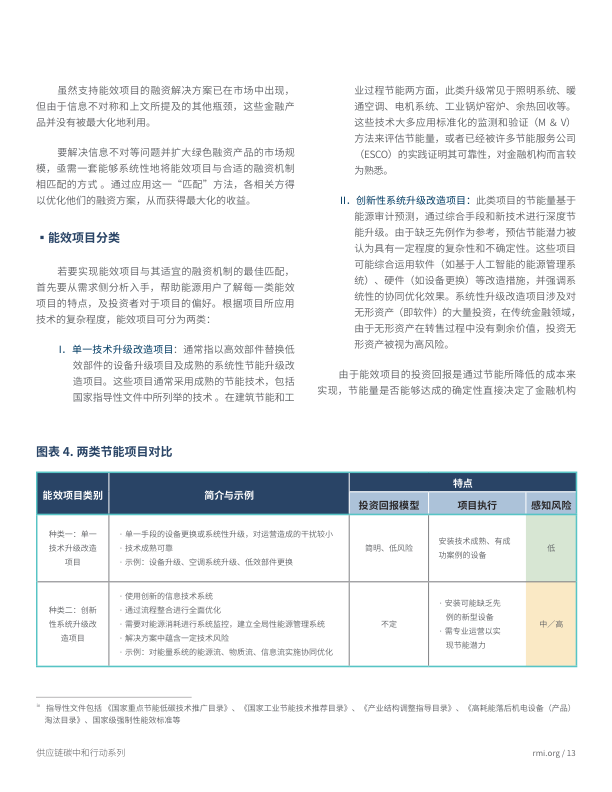 虽然支持能效项目的融资解决方案已在市场中出现，
但由于信息不对称和上文所提及的其他瓶颈，这些金融产
品并没有被最大化地利用。
要解决信息不对等问题并扩大绿色融资产品的市场规
模，亟需一套能够系统性地将能效项目与合适的融资机制
相匹配的方式 。通过应用这一“匹配”方法，各相关方得
以优化他们的融资方案，从而获得最大化的收益。
▪ 能效项目分类
若要实现能效项目与其适宜的融资机制的最佳匹配，
首先要从需求侧分析入手，帮助能源用户了解每一类能效
项目的特点，及投资者对于项目的偏好。根据项目所应用
技术的复杂程度，能效项目可分为两类：
I. 单一技术升级改造项目：通常指以高效部件替换低
效部件的设备升级项目及成熟的系统性节能升级改
造项目。这些项目通常采用成熟的节能技术，包括
国家指导性文件中所列举的技术 。在建筑节能和工
业过程节能两方面，此类升级常见于照明系统、暖
通空调、电机系统、工业锅炉窑炉、余热回收等。
这些技术大多应用标准化的监测和验证（M & V）
方法来评估节能量，或者已经被许多节能服务公司
（ESCO）的实践证明其可靠性，对金融机构而言较
为熟悉。
II. 创新性系统升级改造项目：此类项目的节能量基于
能源审计预测，通过综合手段和新技术进行深度节
能升级。由于缺乏先例作为参考，预估节能潜力被
认为具有一定程度的复杂性和不确定性。这些项目
可能综合运用软件（如基于人工智能的能源管理系
统）、硬件（如设备更新）等改造措施，并强调系
统性的协同优化效果。系统性升级改造项目涉及对
无形资产（即软件）的大量投资，在传统金融领域，
由于无形资产在转售过程中没有剩余价值，投资无
形资产被视为高风险。
由于能效项目的投资回报是通过节能所降低的成本来
实现，节能量是否能够达成的确定性直接决定了金融机构
图表 4. 两类节能项目对比
能效项目类别
简介与示例
特点
投资回报模型
项目执行
感知风险
种类一：单一
技术升级改造
项目
· 单一手段的设备更换或系统性升级，对运营造成的干扰较小
· 技术成熟可靠
· 示例：设备升级、空调系统升级、低效部件更换
简明、低风险
安装技术成熟、有成
功案例的设备
低
种类二：创新
性系统升级改
造项目
· 使用创新的信息技术系统
· 通过流程整合进行全面优化
· 需要对能源消耗进行系统监控，建立全局性能源管理系统
· 解决方案中蕴含一定技术风险
· 示例：对能量系统的能源流、物质流、信息流实施协同优化
不定
· 安装可能缺乏先
例的新型设备
· 需专业运营以实
现节能潜力
中／高
指导性文件包括 《国家重点节能低碳技术推广目录》、《国家工业节能技术推荐目录》、《产业结构调整指导目录》、《高耗能落后机电设备（产品）
淘汰目录》、国家级强制性能效标准等
供应链碳中和行动系列
rmi.org / 13